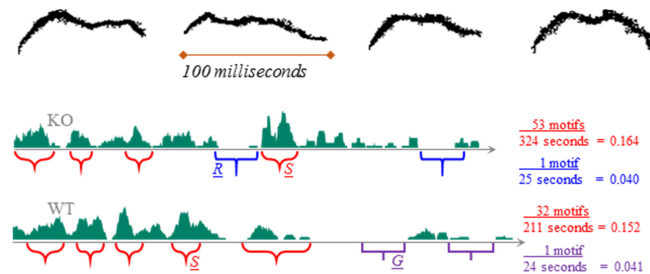 100 milliseconds
KO
53 motifs
324 seconds = 0.164
1 motif
25 seconds = 0.040
R S
WT
32 motifs
211 seconds = 0.152
1 motif
24 seconds = 0.041
S G